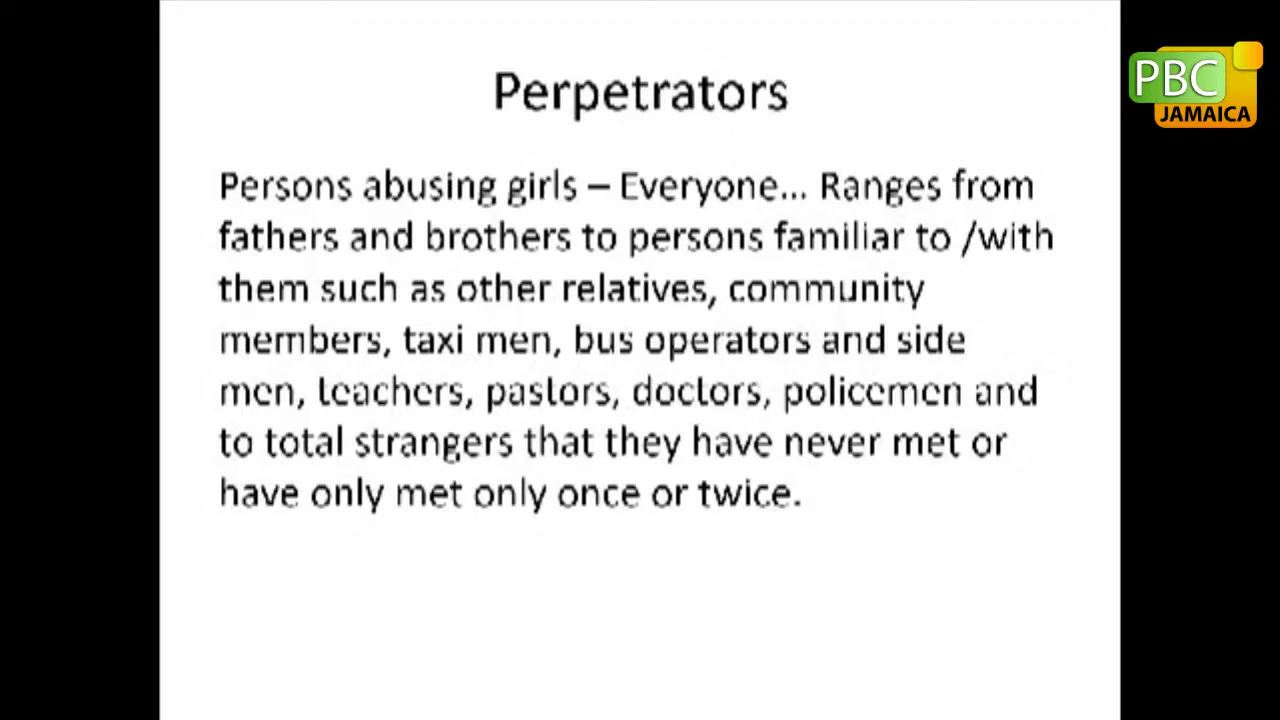 Perpetrators
PBC
JAMAICA
Persons abusing girls – Everyone... Ranges from
fathers and brothers to persons familiar to /with
them such as other relatives, community
members, taxi men, bus operators and side
men, teachers, pastors, doctors, policemen and
to total strangers that they have never met or
have only met only once or twice.